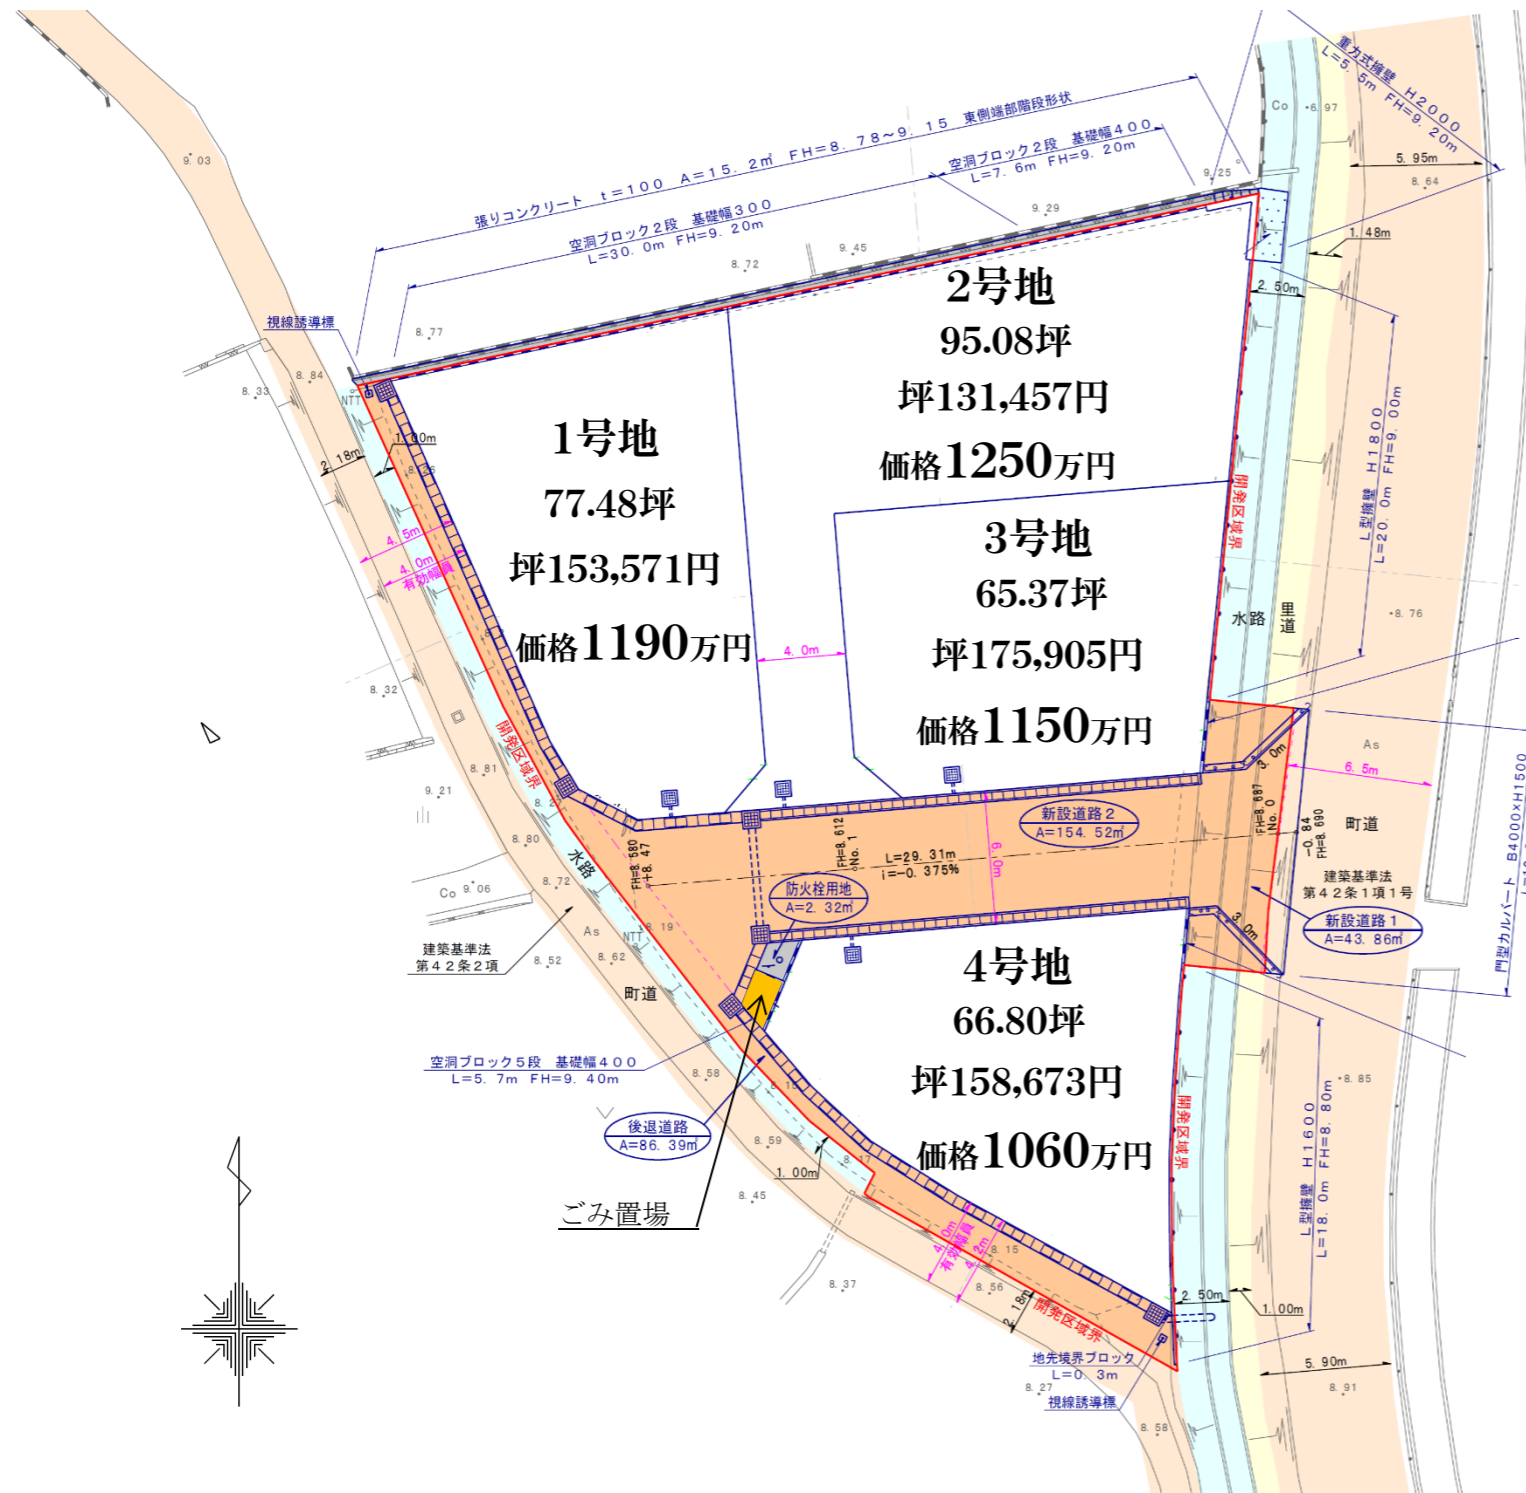 重力式擁壁 H2000
L=5.5m FH=9.20m
張りコンクリート t=100 A=15.2㎡ FH=8.78～9.15 東側端部階段形状
空洞ブロック2段 基礎幅400
L=7.6m FH=9.20m
空洞ブロック2段 基礎幅300
L=30.0m FH=9.20m
Co
6.97
5.95m
8.64
9.03
9.25
9.29
9.45
8.72
8.77
1.48m
2.50m
視線誘導標
8.33
8.84
NTT
2.18m
1.00m
8.26
4.5m
4.0m
有効幅員
1号地
77.48坪
坪153,571円
価格1190万円
2号地
95.08坪
坪131,457円
価格1250万円
3号地
65.37坪
坪175,905円
価格1150万円
4.0m
開発区域界
水路
里道
L型擁壁 H1800
L=20.0m FH=9.00m
8.76
8.32
開発区域界
8.81
9.21
8.80
8.72
Co
9.06
水路
As
NTT
8.19
8.62
8.52
町道
建築基準法
第42条2項
FH=8.580
+8.47
FH=8.612
No.1
L=29.31m
i=-0.375%
6.0m
新設道路2
A=154.52㎡
FH=8.687
No.0
-0.84
FH=8.690
3.0m
As
6.5m
町道
建築基準法
第42条1項1号
新設道路1
A=43.86㎡
3.0m
門型カルバート B4000×H1500
防火栓用地
A=2.32㎡
4号地
66.80坪
坪158,673円
価格1060万円
空洞ブロック5段 基礎幅400
L=5.7m FH=9.40m
8.58
後退道路
A=86.39㎡
ごみ置場
8.59
8.17
1.00m
8.45
8.37
4.0m
有効幅員
4.2m
8.15
8.56
2.18m
開発区域界
開発区域界
L型擁壁 H1600
L=18.0m FH=8.80m
8.85
2.50m
1.00m
5.90m
8.91
地先境界ブロック
L=0.3m
視線誘導標
8.27
8.58